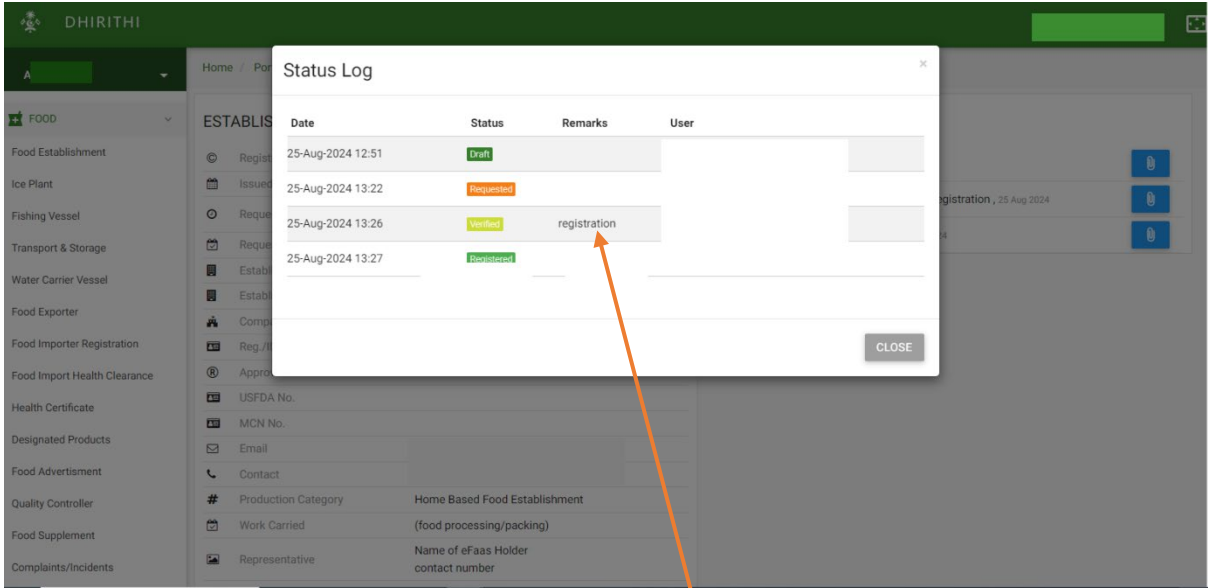 DHIRITHI
A
Home / Por
FOOD
Food Establishment
Ice Plant
Fishing Vessel
Transport & Storage
Water Carrier Vessel
Food Exporter
Food Importer Registration
Food Import Health Clearance
Health Certificate
Designated Products
Food Advertisment
Quality Controller
Food Supplement
Complaints/Incidents
ESTABLIS
Regist
Issued
Reque
Reque
Establi
Establi
Compa
Reg./I
Appro
USFDA No.
MCN No.
Email
Contact
Production Category Home Based Food Establishment
Work Carried (food processing/packing)
Representative Name of eFaas Holder
contact number
Status Log ×
Date Status Remarks User
25-Aug-2024 12:51 Draft
25-Aug-2024 13:22 Requested
25-Aug-2024 13:26 Verified registration
25-Aug-2024 13:27 Registered
CLOSE
egistration , 25 Aug 2024